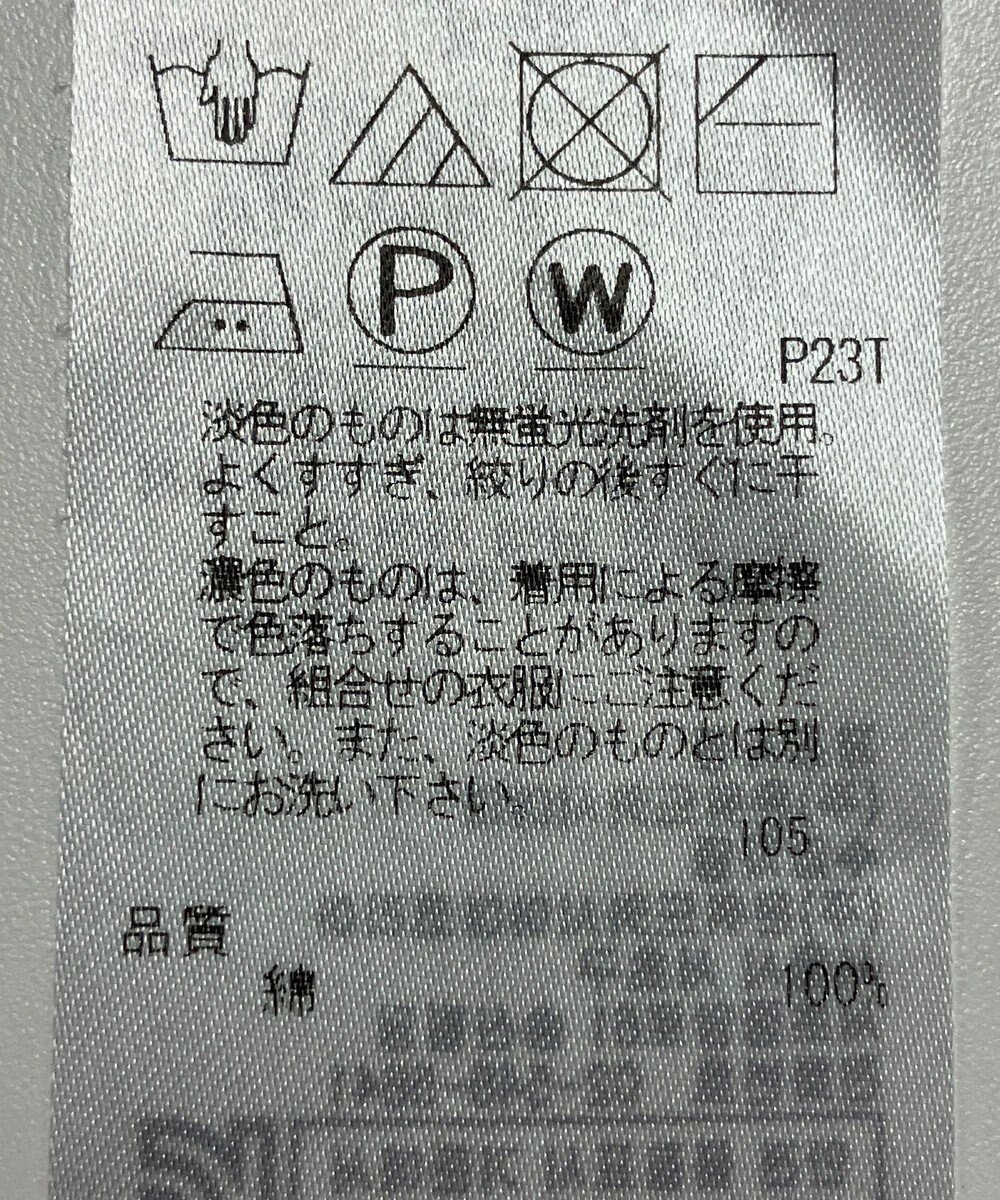 P
W
P23T
淡色のものは無蛍光洗剤を使用。
よくすすぎ、絞りの後すぐに干
すこと。
濃色のものは、着用による摩擦
で色落ちすることがありますの
で、組合せの衣服にご注意くだ
さい。また、淡色のものとは別
にお洗い下さい。
105
品質
綿 100%